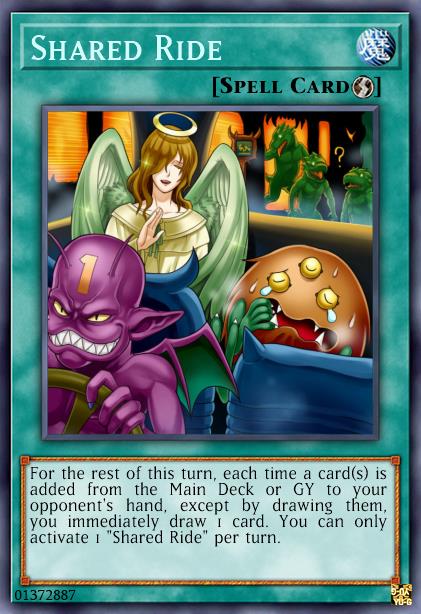 Shared Ride
魔
[Spell Card]
1
?
For the rest of this turn, each time a card(s) is
added from the Main Deck or GY to your
opponent's hand, except by drawing them,
you immediately draw 1 card. You can only
activate 1 "Shared Ride" per turn.
01372887